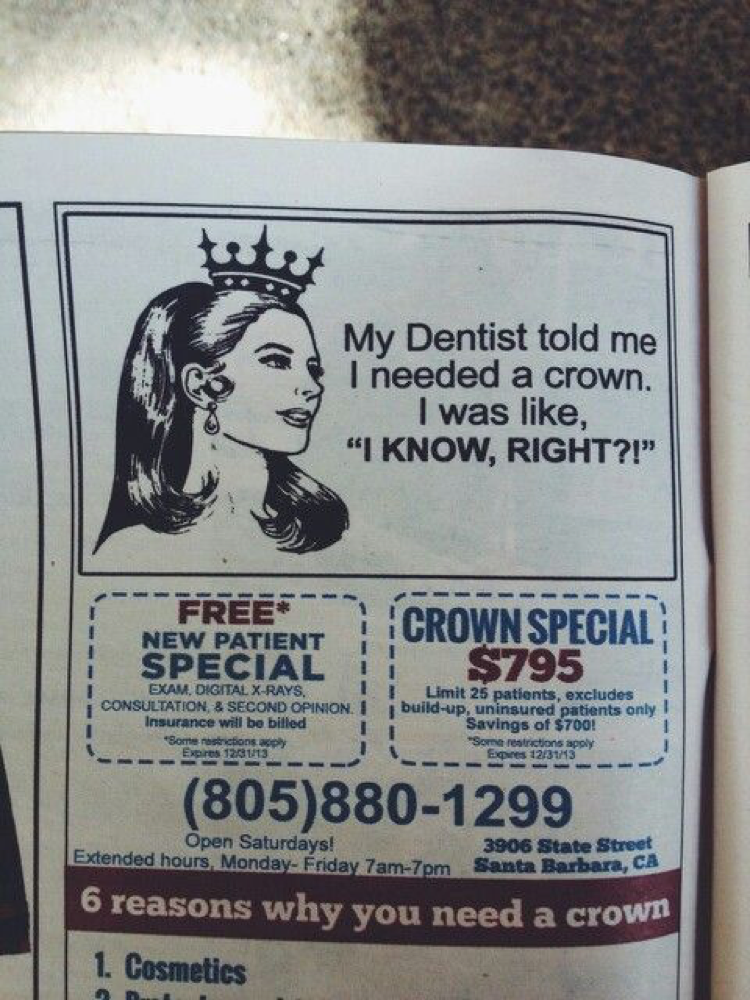 My Dentist told me
I needed a crown.
I was like,
“I KNOW, RIGHT?!”
FREE*
NEW PATIENT
SPECIAL
EXAM, DIGITAL X-RAYS,
CONSULTATION, & SECOND OPINION.
Insurance will be billed
*Some restrictions apply
Expires 12/31/13
CROWN SPECIAL
$795
Limit 25 patients, excludes
build-up, uninsured patients only
Savings of $700!
*Some restrictions apply
Expires 12/31/13
(805)880-1299
Open Saturdays!
Extended hours, Monday- Friday 7am-7pm
3906 State Street
Santa Barbara, CA
6 reasons why you need a crown
1. Cosmetics